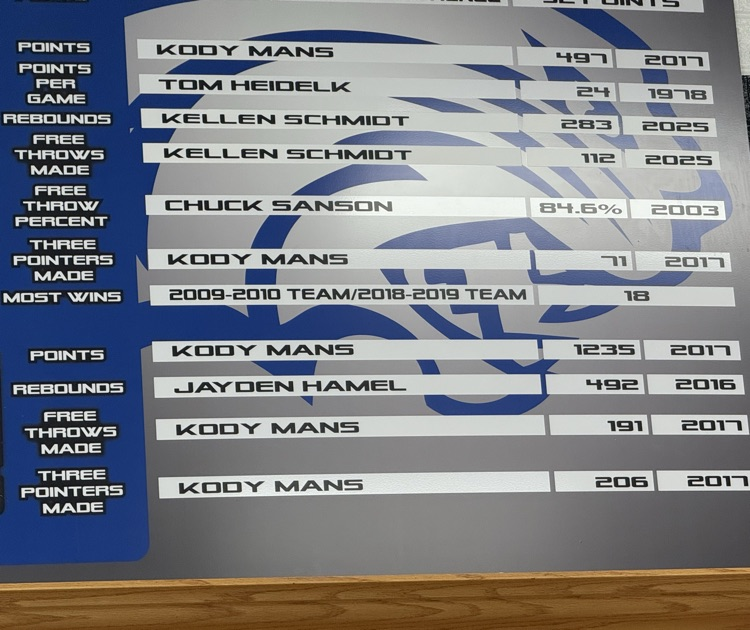 POINTS KODY MANS 497 2017
POINTS
PER
GAME
TOM HEIDELK 24 1978
REBOUNDS KELLEN SCHMIDT 283 2025
FREE
THROWS
MADE
KELLEN SCHMIDT 112 2025
FREE
THROW
PERCENT
CHUCK SANSON 84.6% 2003
THREE
POINTERS
MADE
KODY MANS 71 2017
MOST WINS 2009-2010 TEAM/2018-2019 TEAM 18
POINTS KODY MANS 1235 2017
REBOUNDS JAYDEN HAMEL 492 2016
FREE
THROWS
MADE
KODY MANS 191 2017
THREE
POINTERS
MADE
KODY MANS 206 2017